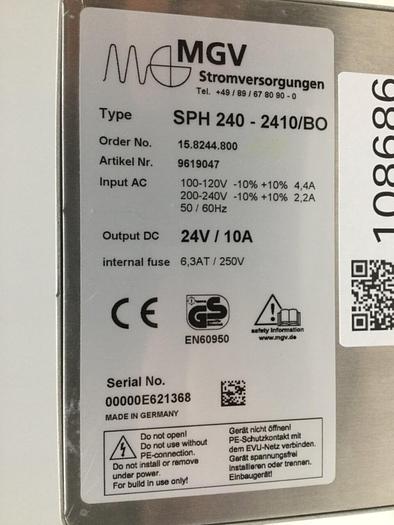 MGV
Stromversorgungen
Tel. +49 / 89 / 67 80 90 - 0
Type SPH 240 - 2410/BO
Order No. 15.8244.800
Artikel Nr. 9619047
Input AC 100-120V -10% +10% 4,4A
200-240V -10% +10% 2,2A
50 / 60Hz
Output DC 24V / 10A
internal fuse 6,3AT / 250V
CE
GS
EN60950
safety information
www.mgv.de
Serial No.
00000E621368
MADE IN GERMANY
Do not open!
Do not use without
PE-connection.
Do not install or remove
under power.
For build in use only!
Gerät nicht öffnen!
PE-Schutzkontakt mit
dem EVU-Netz verbinden.
Gerät spannungsfrei
installieren oder trennen.
Einbaugerät!
108686